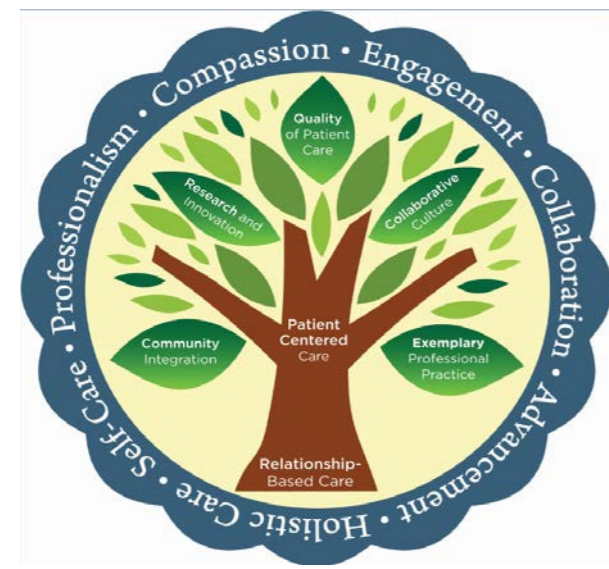 Compassion • Engagement • Collaboration • Advancement • Holistic Care • Self-Care • Professionalism •
Quality
of Patient
Care
Research and
Innovation
Collaborative
Culture
Community
Integration
Patient
Centered
Care
Exemplary
Professional
Practice
Relationship-
Based Care